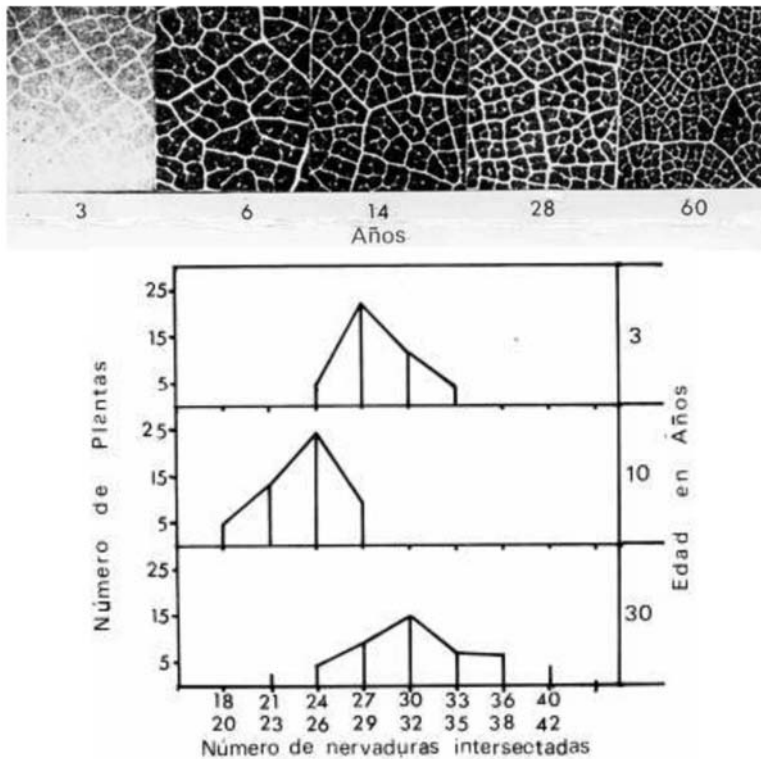 3 6 14 28 60
Años
Número de Plantas
25
15
5
3
25
15
5
10
25
15
5
30
Edad en Años
18 21 24 27 30 33 36 40
20 23 26 29 32 35 38 42
Número de nervaduras intersectadas